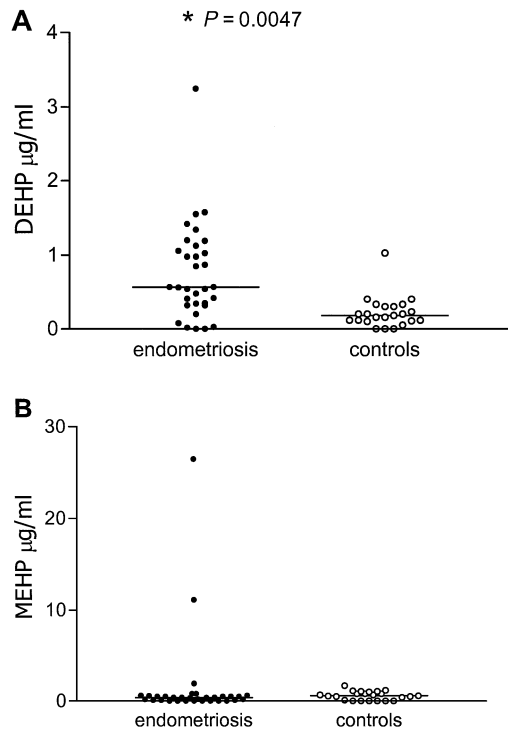 A
* P = 0.0047
4
3
2
1
0
DEHP μg/ml
endometriosis
controls
B
30
20
10
0
MEHP μg/ml
endometriosis
controls